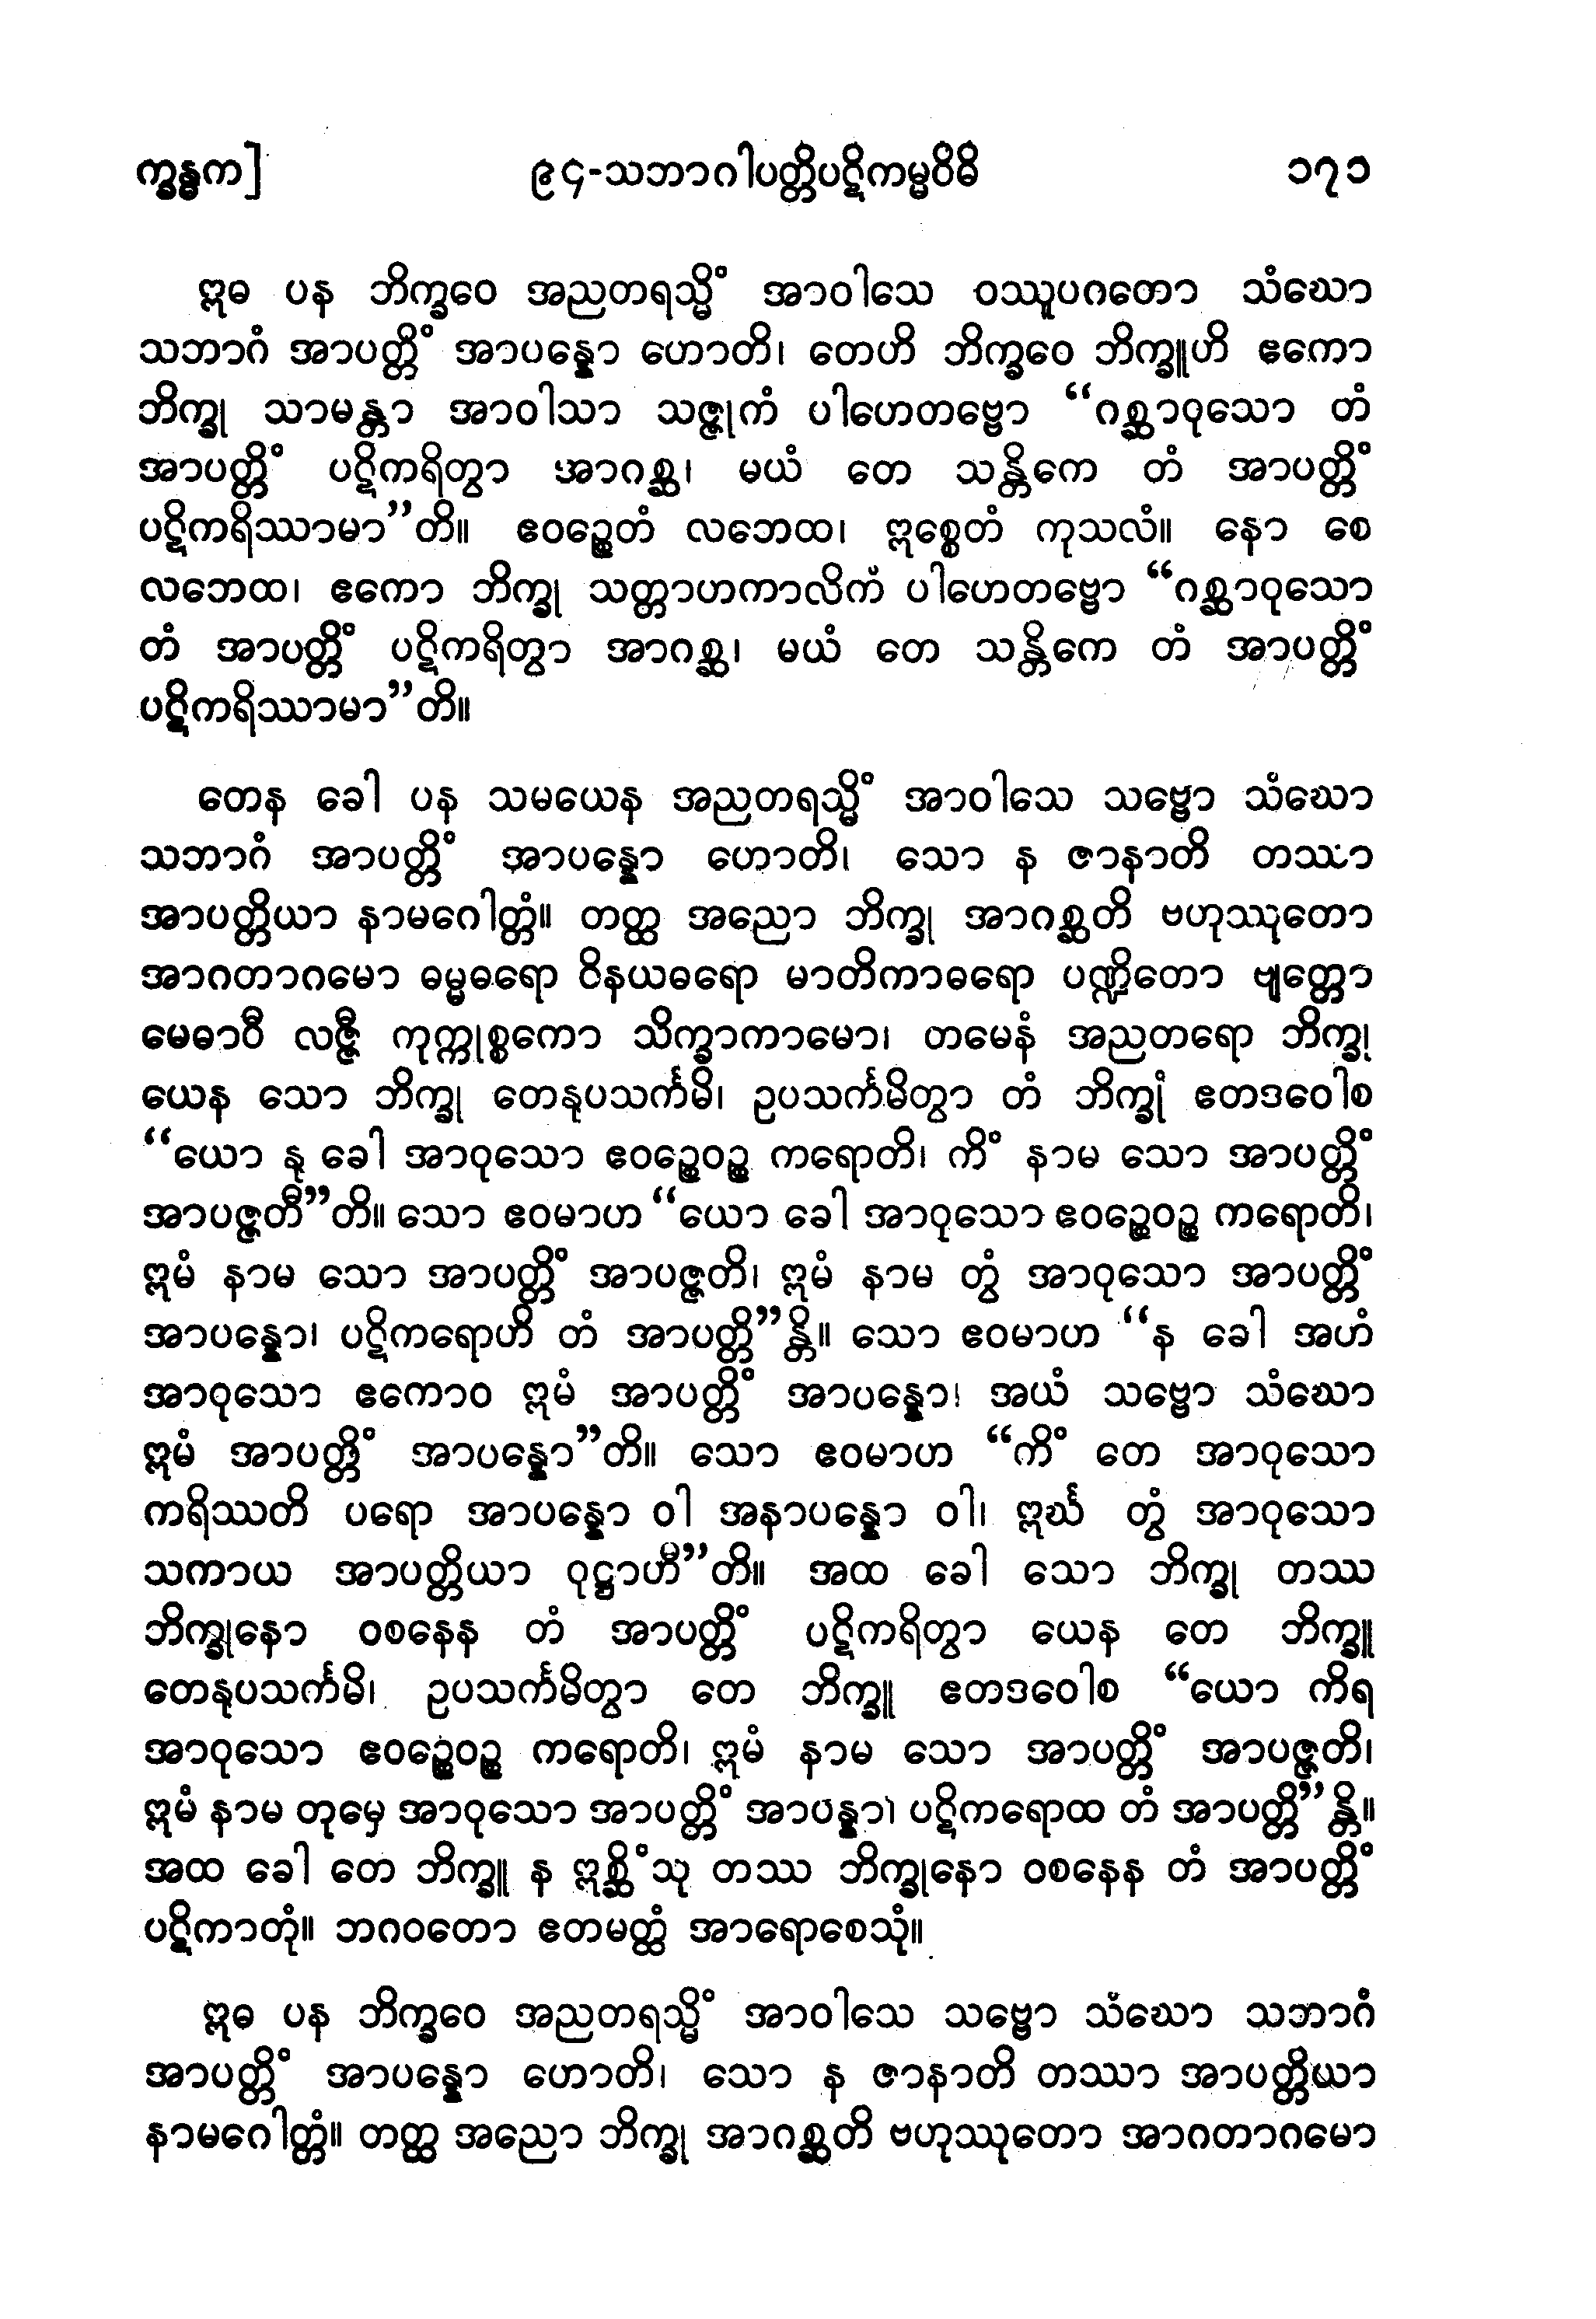 က္ခန္ဓက] ၉၄-သဘာဂါပတ္တိပဋိကမ္မဝိဓိ ၁၇၁
ဣဓ ပန ဘိက္ခဝေ အညတရသ္မိံ အာဝါသေ ဝဿူပဂတော သံဃော
သဘာဂံ အာပတ္တိံ အာပန္နော ဟောတိ၊ တေဟိ ဘိက္ခဝေ ဘိက္ခူဟိ ဧကော
ဘိက္ခု သာမန္တာ အာဝါသာ သဇ္ဇုကံ ပါဟေတဗ္ဗော “ဂစ္ဆာဝုသော တံ
အာပတ္တိံ ပဋိကရိတွာ အာဂစ္ဆ၊ မယံ တေ သန္တိကေ တံ အာပတ္တိံ
ပဋိကရိဿာမာ”တိ။ ဧဝဉ္စေတံ လဘေထ၊ ဣစ္စေတံ ကုသလံ။ နော စေ
လဘေထ၊ ဧကော ဘိက္ခု သတ္တာဟကာလိကံ ပါဟေတဗ္ဗော “ဂစ္ဆာဝုသော
တံ အာပတ္တိံ ပဋိကရိတွာ အာဂစ္ဆ၊ မယံ တေ သန္တိကေ တံ အာပတ္တိံ
ပဋိကရိဿာမာ”တိ။
တေန ခေါ ပန သမယေန အညတရသ္မိံ အာဝါသေ သဗ္ဗော သံဃော
သဘာဂံ အာပတ္တိံ အာပန္နော ဟောတိ၊ သော န ဇာနာတိ တဿာ
အာပတ္တိယာ နာမဂေါတ္တံ။ တတ္ထ အညော ဘိက္ခု အာဂစ္ဆတိ ဗဟုဿုတော
အာဂတာဂမော ဓမ္မဓရော ဝိနယဓရော မာတိကာဓရော ပဏ္ဍိတော ဗျတ္တော
မေဓာဝီ လဇ္ဇီ ကုက္ကုစ္စကော သိက္ခာကာမော၊ တမေနံ အညတရော ဘိက္ခု
ယေန သော ဘိက္ခု တေနုပသင်္ကမိ၊ ဥပသင်္ကမိတွာ တံ ဘိက္ခုံ ဧတဒဝေါစ
“ယော နု ခေါ အာဝုသော ဧဝဉ္စေဝဉ္စ ကရောတိ၊ ကိံ နာမ သော အာပတ္တိံ
အာပဇ္ဇတီ”တိ။ သော ဧဝမာဟ “ယော ခေါ အာဝုသော ဧဝဉ္စေဝဉ္စ ကရောတိ၊
ဣမံ နာမ သော အာပတ္တိံ အာပဇ္ဇတိ၊ ဣမံ နာမ တွံ အာဝုသော အာပတ္တိံ
အာပန္နော၊ ပဋိကရောဟိ တံ အာပတ္တိ”န္တိ။ သော ဧဝမာဟ “န ခေါ အဟံ
အာဝုသော ဧကောဝ ဣမံ အာပတ္တိံ အာပန္နော၊ အယံ သဗ္ဗော သံဃော
ဣမံ အာပတ္တိံ အာပန္နော”တိ။ သော ဧဝမာဟ “ကိံ တေ အာဝုသော
ကရိဿတိ ပရော အာပန္နော ဝါ အနာပန္နော ဝါ၊ ဣင်္ဃ တွံ အာဝုသော
သကာယ အာပတ္တိယာ ဝုဋ္ဌာဟီ”တိ။ အထ ခေါ သော ဘိက္ခု တဿ
ဘိက္ခုနော ဝစနေန တံ အာပတ္တိံ ပဋိကရိတွာ ယေန တေ ဘိက္ခူ
တေနုပသင်္ကမိ၊ ဥပသင်္ကမိတွာ တေ ဘိက္ခူ ဧတဒဝေါစ “ယော ကိရ
အာဝုသော ဧဝဉ္စေဝဉ္စ ကရောတိ၊ ဣမံ နာမ သော အာပတ္တိံ အာပဇ္ဇတိ၊
ဣမံ နာမ တုမှေ အာဝုသော အာပတ္တိံ အာပန္နာ၊ ပဋိကရောထ တံ အာပတ္တိ”န္တိ။
အထ ခေါ တေ ဘိက္ခူ န ဣစ္ဆိံသု တဿ ဘိက္ခုနော ဝစနေန တံ အာပတ္တိံ
ပဋိကာတုံ။ ဘဂဝတော ဧတမတ္ထံ အာရောစေသုံ။
ဣဓ ပန ဘိက္ခဝေ အညတရသ္မိံ အာဝါသေ သဗ္ဗော သံဃော သဘာဂံ
အာပတ္တိံ အာပန္နော ဟောတိ၊ သော န ဇာနာတိ တဿာ အာပတ္တိယာ
နာမဂေါတ္တံ။ တတ္ထ အညော ဘိက္ခု အာဂစ္ဆတိ ဗဟုဿုတော အာဂတာဂမော